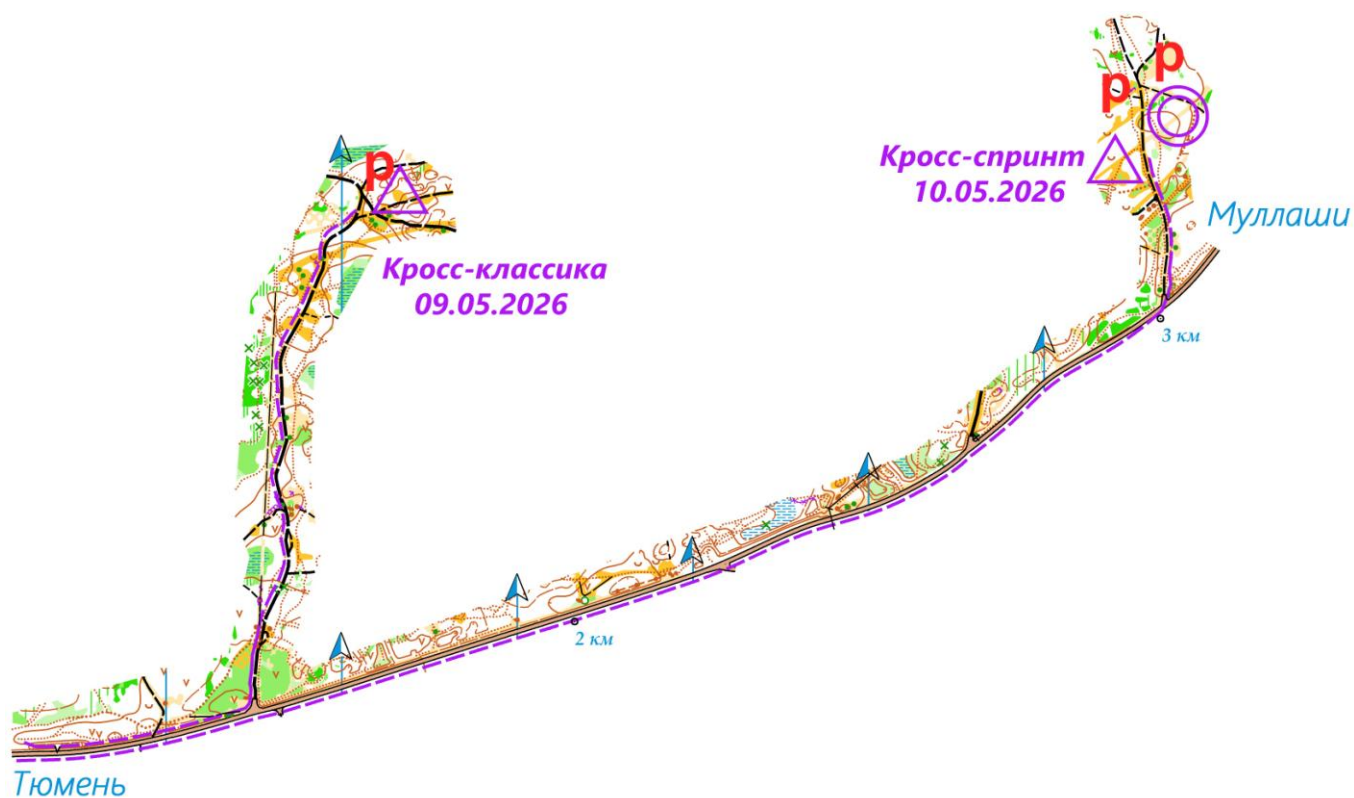 р
р
Кросс-спринт
10.05.2026
р
Муллаши
Кросс-классика
09.05.2026
3 км
2 км
Тюмень